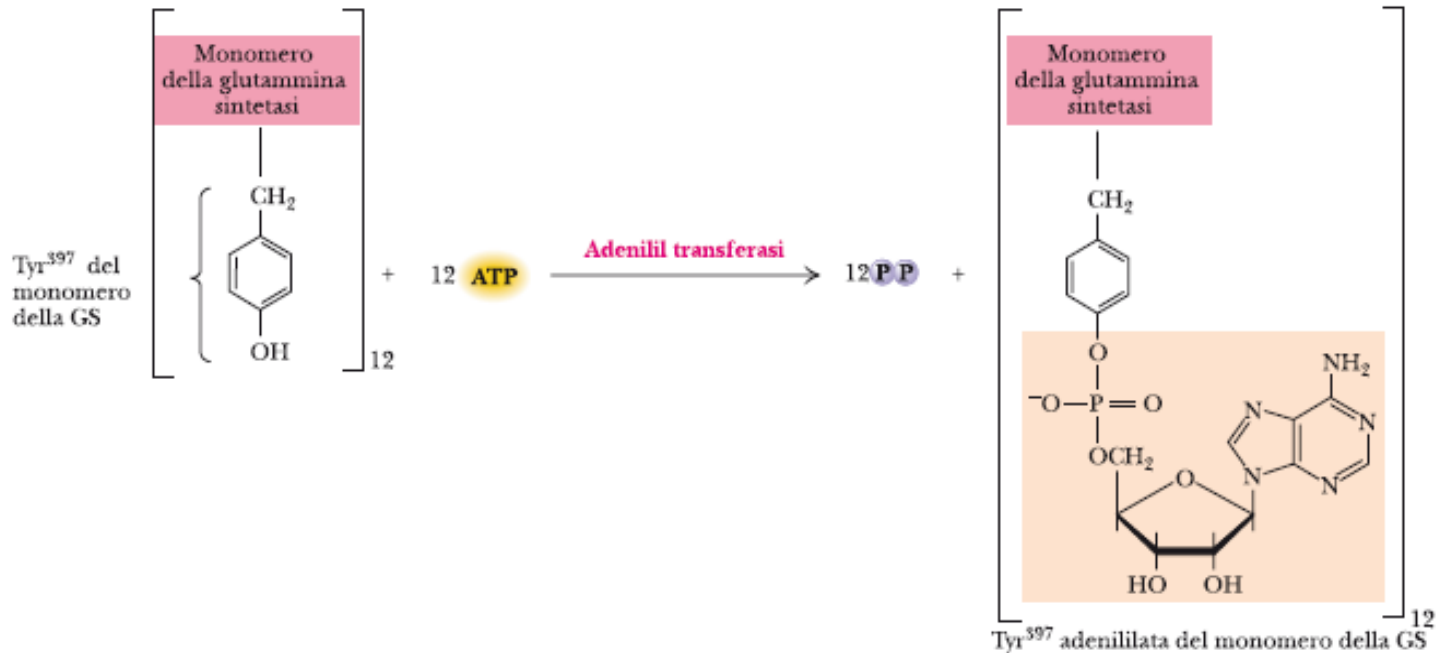 Monomero
della glutammina
sintetasi
CH₂
OH
12
Tyr³⁹⁷ del
monomero
della GS
+
12 ATP
Adenilil transferasi
12 P P
+
Monomero
della glutammina
sintetasi
CH₂
O
⁻O—P=O
OCH₂
O
HO OH
NH₂
N
N
N
N
12
Tyr³⁹⁷ adenililata del monomero della GS